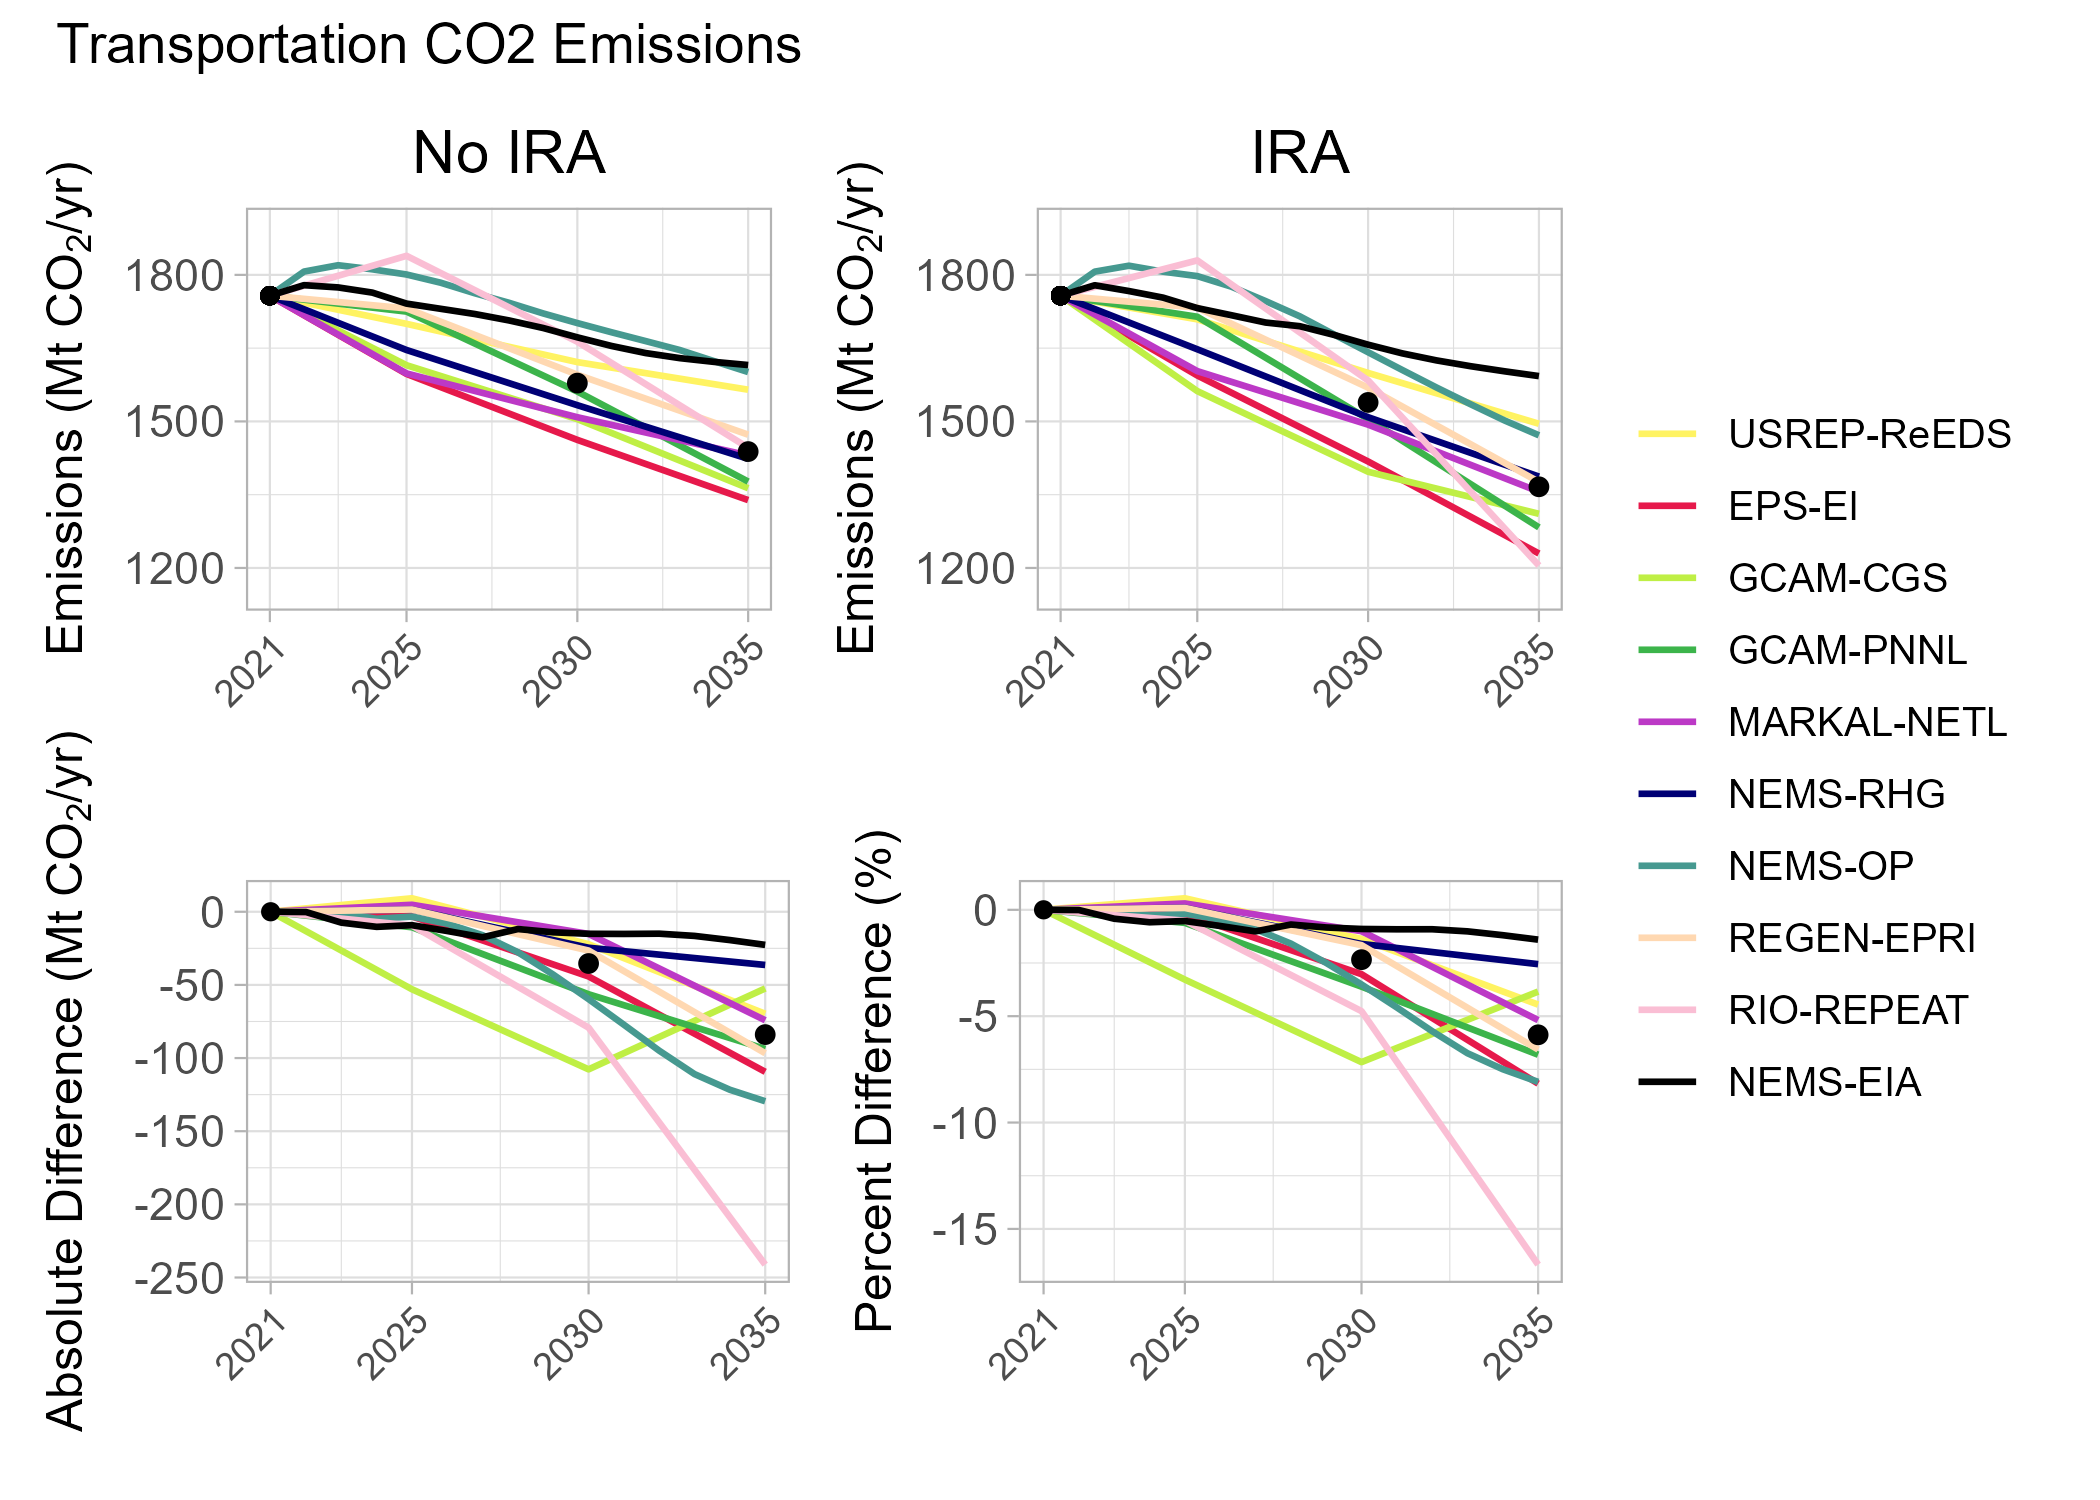 Transportation CO2 Emissions
No IRA
IRA
Emissions (Mt CO₂/yr)
1800
1500
1200
2021
2025
2030
2035
Emissions (Mt CO₂/yr)
1800
1500
1200
2021
2025
2030
2035
Absolute Difference (Mt CO₂/yr)
0
-50
-100
-150
-200
-250
2021
2025
2030
2035
Percent Difference (%)
0
-5
-10
-15
2021
2025
2030
2035
USREP-ReEDS
EPS-EI
GCAM-CGS
GCAM-PNNL
MARKAL-NETL
NEMS-RHG
NEMS-OP
REGEN-EPRI
RIO-REPEAT
NEMS-EIA